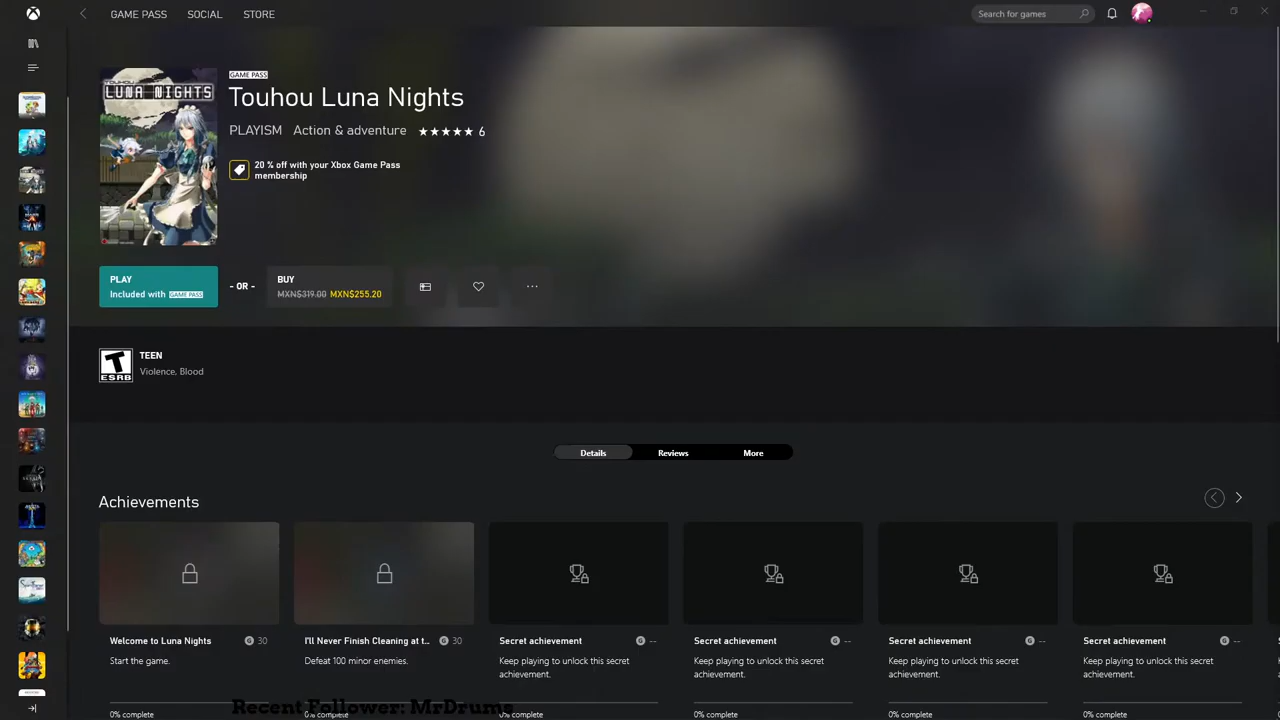 GAME PASS
SOCIAL
STORE
Search for games
GAME PASS
Touhou Luna Nights
PLAYISM Action & adventure ★★★★★ 6
20 % off with your Xbox Game Pass
membership
TOUHOU
LUNA NIGHTS
PLAY
Included with GAME PASS
- OR -
BUY
MXN$319.00 MXN$255.20
T
ESRB
TEEN
Violence, Blood
Details
Reviews
More
Achievements
Welcome to Luna Nights G 30
Start the game.
0% complete
I'll Never Finish Cleaning at t... G 30
Defeat 100 minor enemies.
0% complete
Secret achievement G --
Keep playing to unlock this secret
achievement.
0% complete
Secret achievement G --
Keep playing to unlock this secret
achievement.
0% complete
Secret achievement G --
Keep playing to unlock this secret
achievement.
0% complete
Secret achievement G --
Keep playing to unlock this secret
achievement.
0% complete
Recent Follower: MrDrums